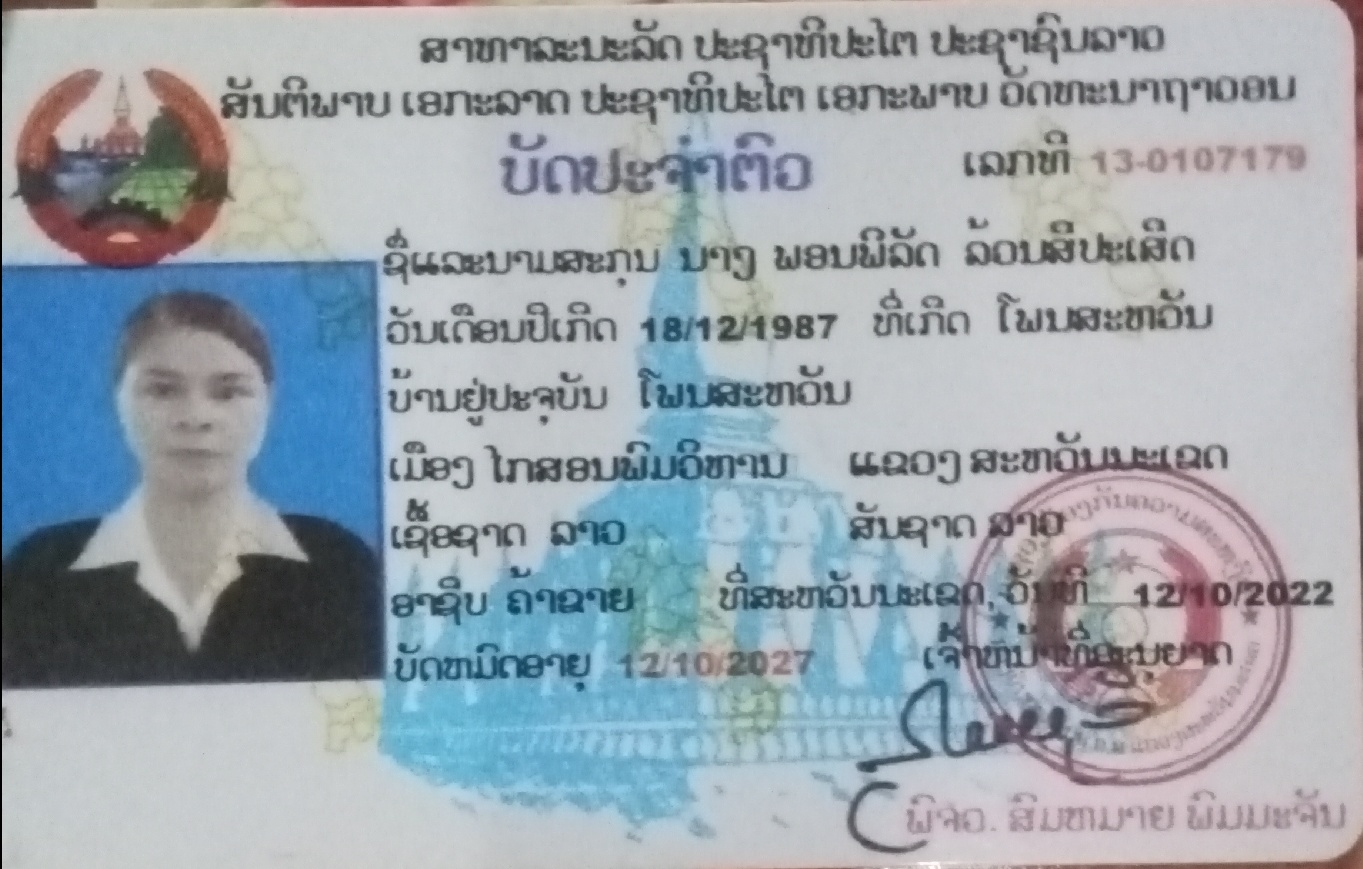 ສາທາລະນະລັດ ປະຊາທິປະໄຕ ປະຊາຊົນລາວ
ສັນຕິພາບ ເອກະລາດ ປະຊາທິປະໄຕ ເອກະພາບ ວັດທະນາຖາວອນ
ບັດປະຈຳຕົວ ເລກທີ 13-0107179
ຊື່ແລະນາມສະກຸນ ນາງ ພອນພິລັດ ລ້ອນສີປະເສີດ
ວັນເດືອນປີເກີດ 18/12/1987 ທີ່ເກີດ ໂພນສະຫວັນ
ບ້ານຢູ່ປະຈຸບັນ ໂພນສະຫວັນ
ເມືອງ ໄກສອນພົມວິຫານ ແຂວງ ສະຫວັນນະເຂດ
ເຊື້ອຊາດ ລາວ ສັນຊາດ ລາວ
ອາຊີບ ຄ້າຂາຍ ທີ່ສະຫວັນນະເຂດ, ວັນທີ 12/10/2022
ບັດຫມົດອາຍຸ 12/10/2027 ເຈົ້າຫນ້າທີ່ອະນຸຍາດ
ພິຈວ. ສົມຫມາຍ ພິມມະຈັນ